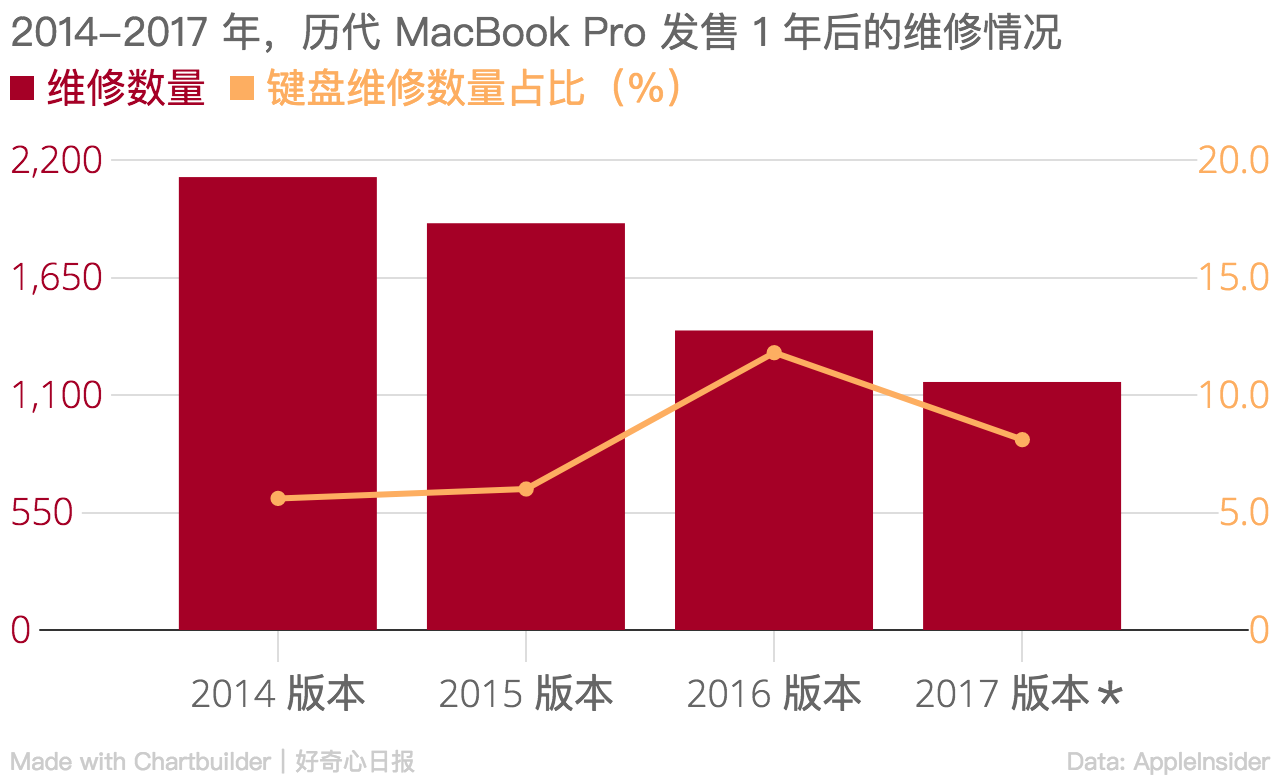 2014–2017 年，历代 MacBook Pro 发售 1 年后的维修情况
维修数量 键盘维修数量占比（%）
2,200 20.0
1,650 15.0
1,100 10.0
550 5.0
0 0
2014 版本 2015 版本 2016 版本 2017 版本*
Made with Chartbuilder | 好奇心日报 Data: AppleInsider